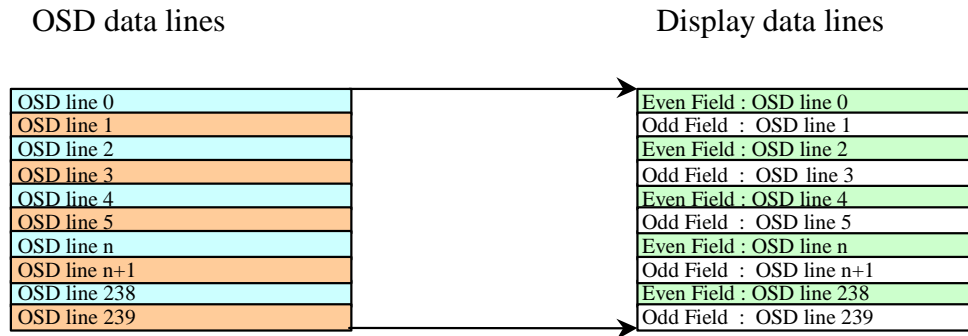 OSD data lines
Display data lines
OSD line 0
OSD line 1
OSD line 2
OSD line 3
OSD line 4
OSD line 5
OSD line n
OSD line n+1
OSD line 238
OSD line 239
Even Field : OSD line 0
Odd Field  :  OSD line 1
Even Field : OSD line 2
Odd Field  :  OSD line 3
Even Field : OSD line 4
Odd Field  :  OSD line 5
Even Field : OSD line n
Odd Field  :  OSD line n+1
Even Field : OSD line 238
Odd Field  :  OSD line 239